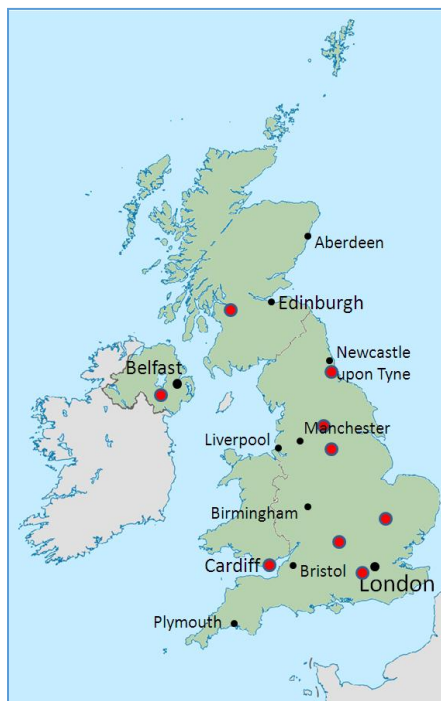 Aberdeen
Edinburgh
Newcastle
upon Tyne
Belfast
Manchester
Liverpool
Birmingham
Cardiff
Bristol
London
Plymouth